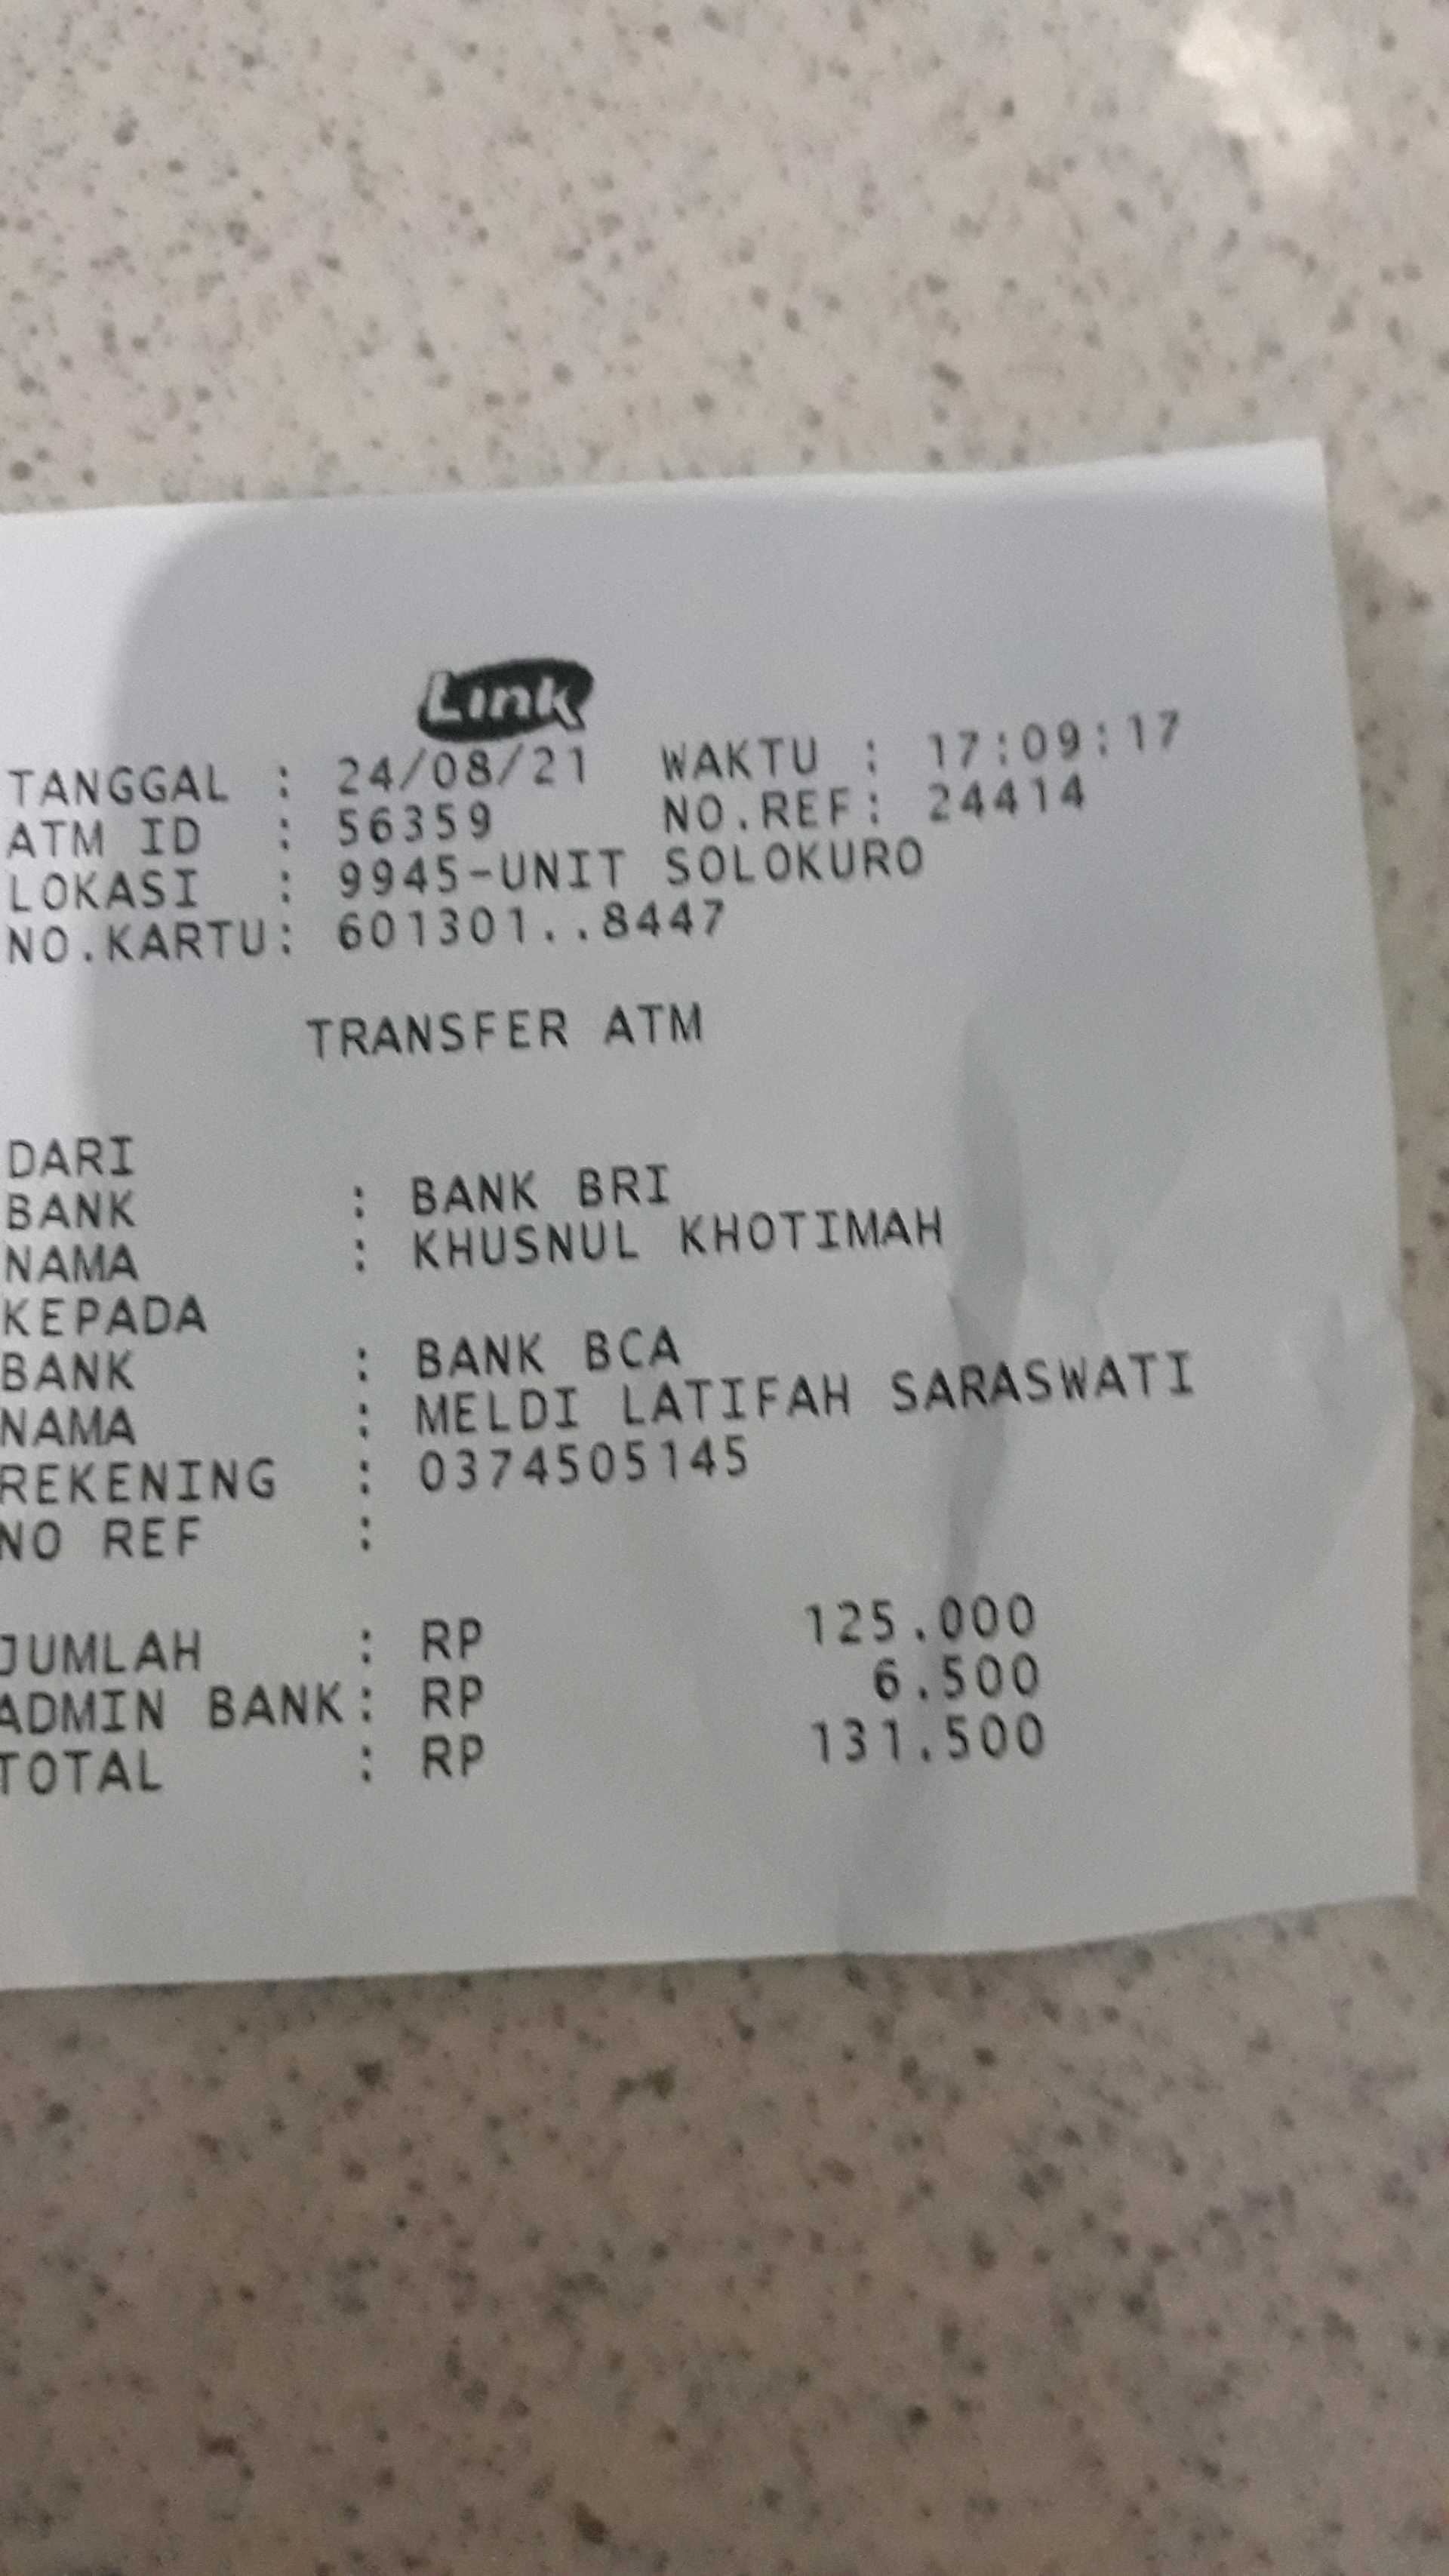 Link
TANGGAL : 24/08/21 WAKTU : 17:09:17
ATM ID : 56359 NO.REF: 24414
LOKASI : 9945-UNIT SOLOKURO
NO.KARTU: 601301..8447
TRANSFER ATM
DARI
BANK : BANK BRI
NAMA : KHUSNUL KHOTIMAH
KEPADA
BANK : BANK BCA
NAMA : MELDI LATIFAH SARASWATI
REKENING : 0374505145
NO REF :
JUMLAH : RP 125.000
ADMIN BANK: RP 6.500
TOTAL : RP 131.500